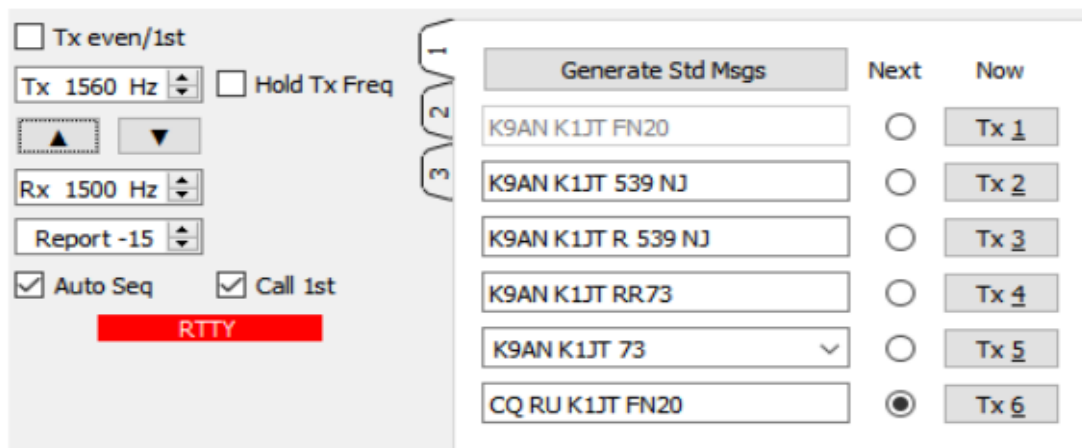 Tx even/1st
Tx 1560 Hz
Hold Tx Freq
▲ ▼
Rx 1500 Hz
Report -15
Auto Seq
Call 1st
RTTY
1
2
3
Generate Std Msgs Next Now
K9AN K1JT FN20 Tx 1
K9AN K1JT 539 NJ Tx 2
K9AN K1JT R 539 NJ Tx 3
K9AN K1JT RR73 Tx 4
K9AN K1JT 73 Tx 5
CQ RU K1JT FN20 Tx 6